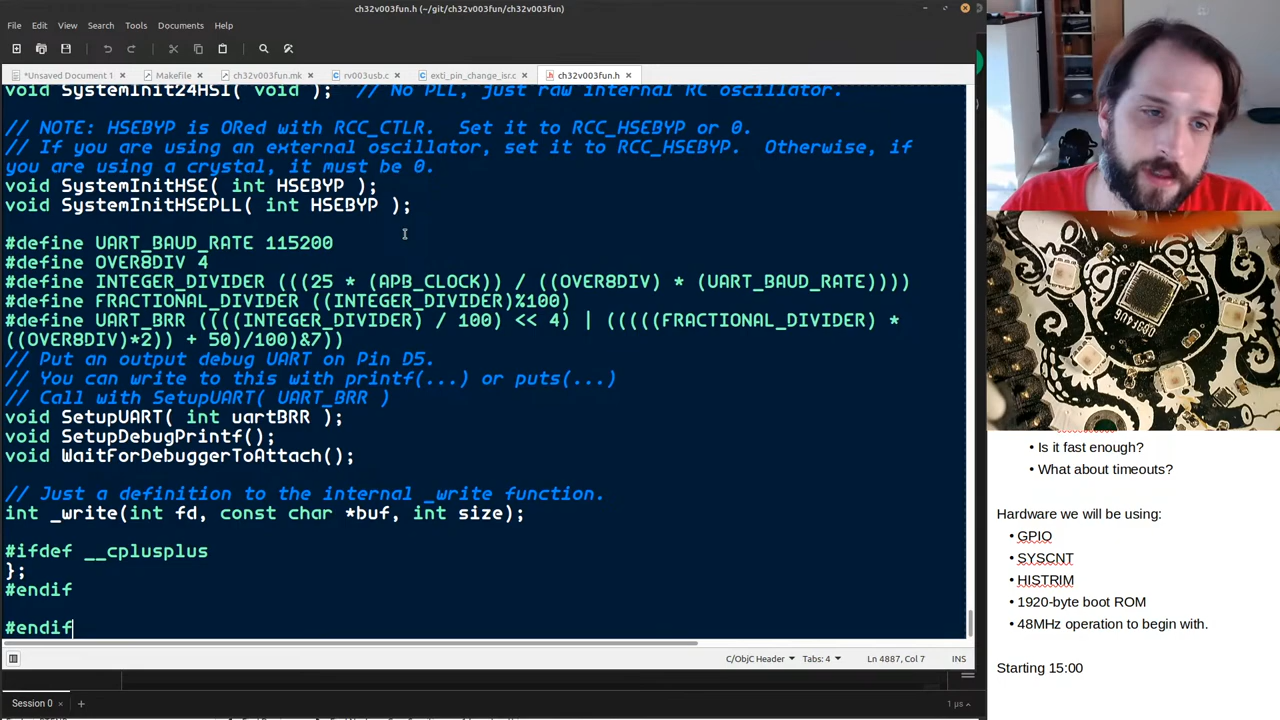 ch32v003fun.h (~/git/ch32v003fun/ch32v003fun)
File Edit View Search Tools Documents Help
*Unsaved Document 1 Makefile ch32v003fun.mk rv003usb.c exti_pin_change_isr.c ch32v003fun.h
void SystemInit24HSI( void ); // No PLL, just raw internal RC oscillator.
// NOTE: HSEBYP is ORed with RCC_CTLR. Set it to RCC_HSEBYP or 0.
// If you are using an external oscillator, set it to RCC_HSEBYP. Otherwise, if
you are using a crystal, it must be 0.
void SystemInitHSE( int HSEBYP );
void SystemInitHSEPLL( int HSEBYP );
#define UART_BAUD_RATE 115200
#define OVER8DIV 4
#define INTEGER_DIVIDER (((25 * (APB_CLOCK)) / ((OVER8DIV) * (UART_BAUD_RATE))))
#define FRACTIONAL_DIVIDER ((INTEGER_DIVIDER)%100)
#define UART_BRR ((((INTEGER_DIVIDER) / 100) << 4) | (((((FRACTIONAL_DIVIDER) *
((OVER8DIV)*2)) + 50)/100)&7))
// Put an output debug UART on Pin D5.
// You can write to this with printf(...) or puts(...)
// Call with SetupUART( UART_BRR )
void SetupUART( int uartBRR );
void SetupDebugPrintf();
void WaitForDebuggerToAttach();
// Just a definition to the internal _write function.
int _write(int fd, const char *buf, int size);
#ifdef __cplusplus
};
#endif
#endif
C/ObjC Header Tabs: 4 Ln 4887, Col 7 INS
Session 0 1 µs
• Is it fast enough?
• What about timeouts?
Hardware we will be using:
• GPIO
• SYSCNT
• HISTRIM
• 1920-byte boot ROM
• 48MHz operation to begin with.
Starting 15:00